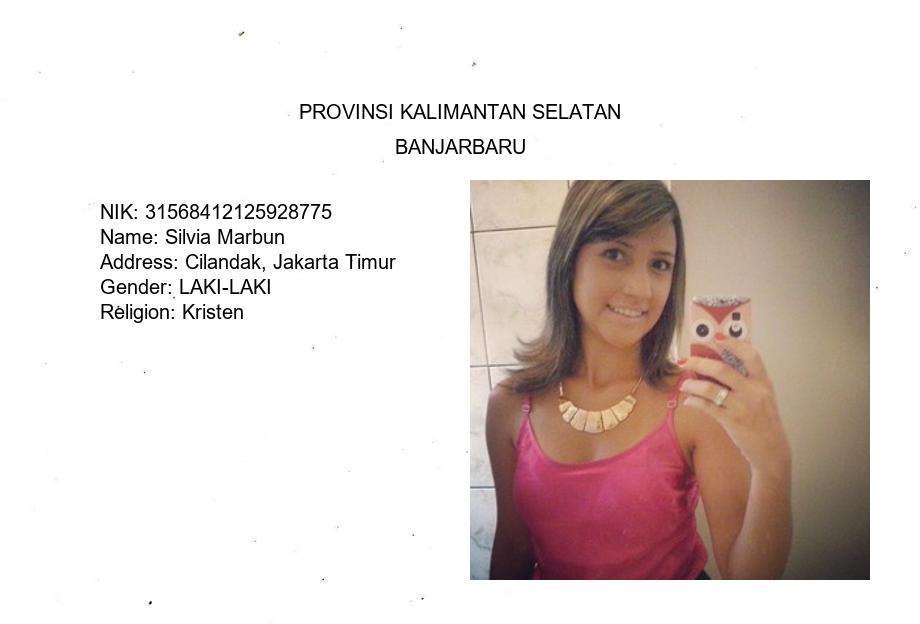 PROVINSI KALIMANTAN SELATAN
BANJARBARU
NIK: 31568412125928775
Name: Silvia Marbun
Address: Cilandak, Jakarta Timur
Gender: LAKI-LAKI
Religion: Kristen